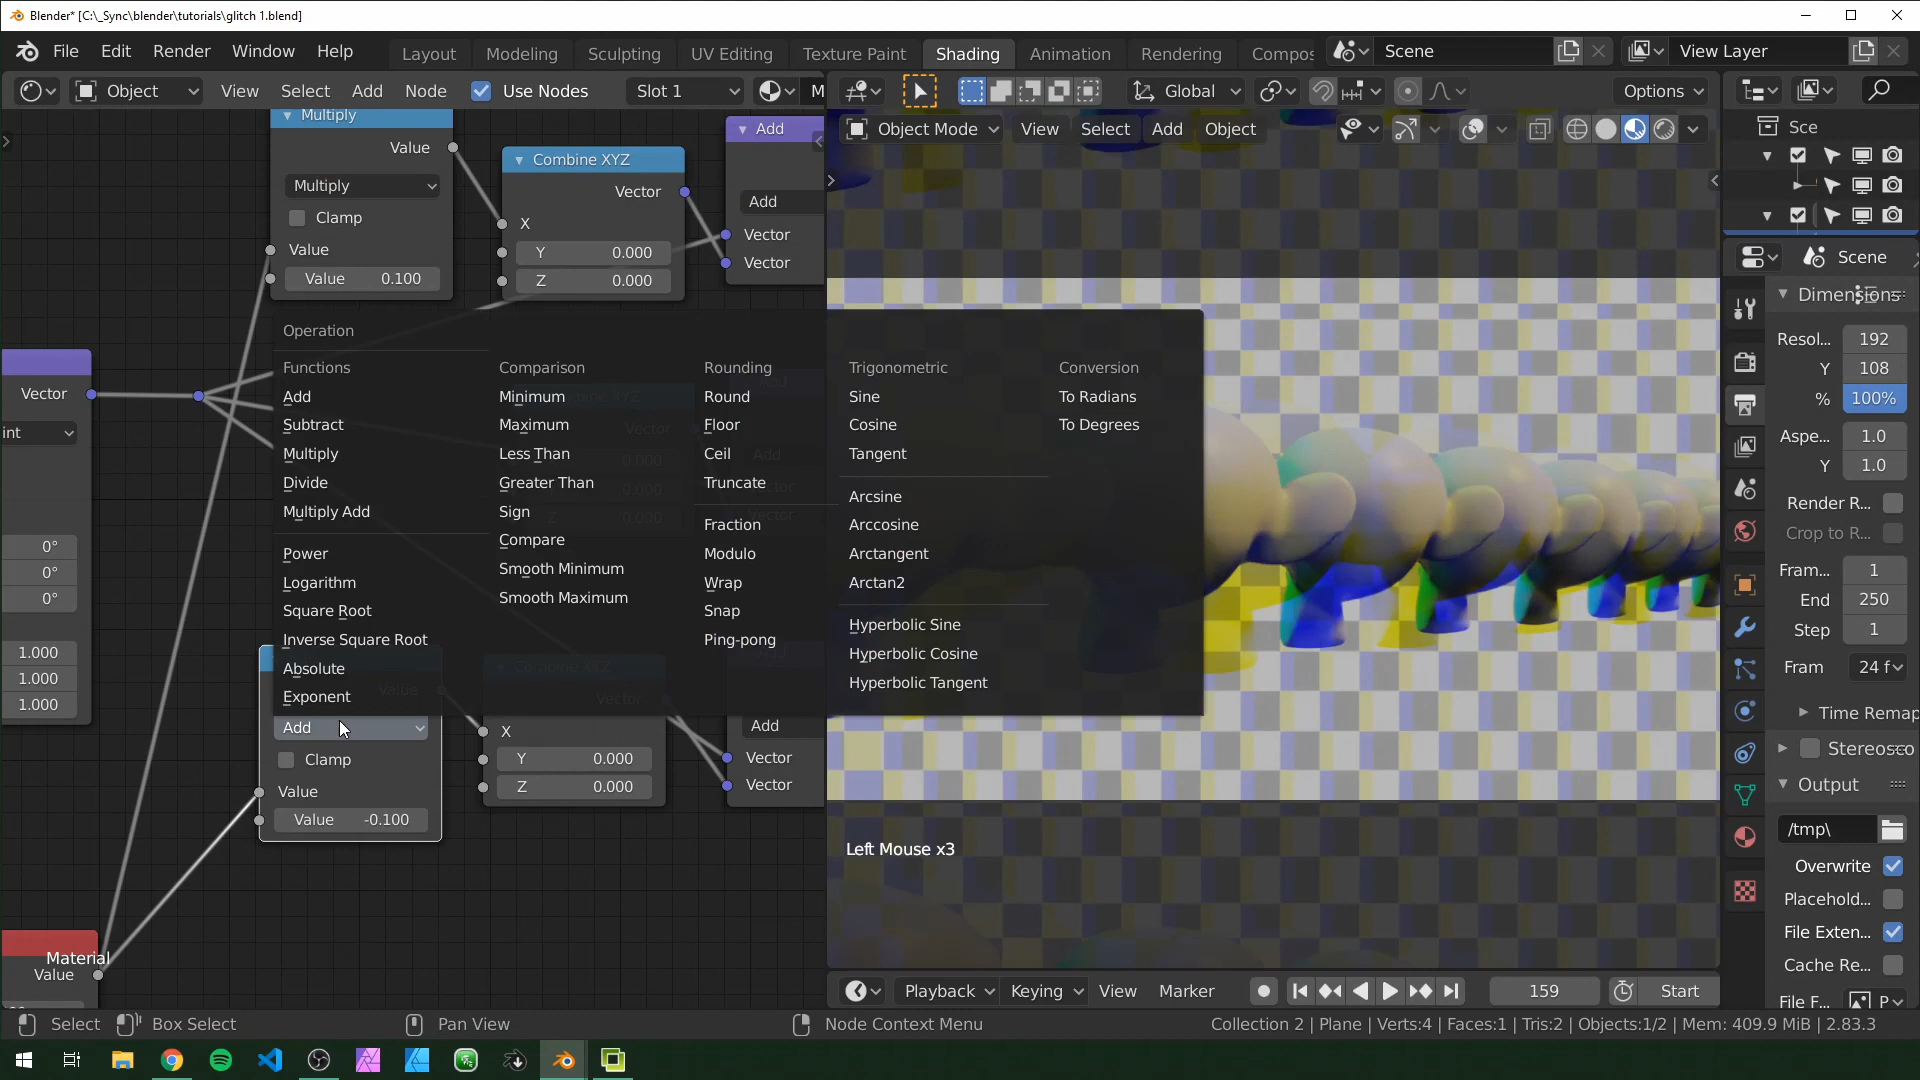 Blender* [C:\_Sync\blender\tutorials\glitch 1.blend]
File Edit Render Window Help Layout Modeling Sculpting UV Editing Texture Paint Shading Animation Rendering Compos Scene View Layer
Object View Select Add Node Use Nodes Slot 1 M Global Options
Object Mode View Select Add Object
Multiply
Value
Multiply
Clamp
Value
Value 0.100
Combine XYZ
Vector
X
Y 0.000
Z 0.000
Add
Add
Vector
Vector
Vector
int
0°
0°
0°
1.000
1.000
1.000
Operation
Functions
Add
Subtract
Multiply
Divide
Multiply Add
Power
Logarithm
Square Root
Inverse Square Root
Absolute
Exponent
Comparison
Minimum
Maximum
Less Than
Greater Than
Sign
Compare
Smooth Minimum
Smooth Maximum
Rounding
Round
Floor
Ceil
Truncate
Fraction
Modulo
Wrap
Snap
Ping-pong
Trigonometric
Sine
Cosine
Tangent
Arcsine
Arccosine
Arctangent
Arctan2
Hyperbolic Sine
Hyperbolic Cosine
Hyperbolic Tangent
Conversion
To Radians
To Degrees
Value
Add
Clamp
Value
Value -0.100
Combine XYZ
Vector
X
Y 0.000
Z 0.000
Add
Vector
Vector
Material
Value
Left Mouse x3
Playback Keying View Marker 159 Start
Sce
Scene
Dimensions
Resol... 192
Y 108
% 100%
Aspe... 1.0
Y 1.0
Render R...
Crop to R...
Fram... 1
End 250
Step 1
Fram 24 f
Time Remap
Stereosco
Output
/tmp\
Overwrite
Placehold...
File Exten...
Cache Re...
File F... P
Select Box Select Pan View Node Context Menu Collection 2 | Plane | Verts:4 | Faces:1 | Tris:2 | Objects:1/2 | Mem: 409.9 MiB | 2.83.3